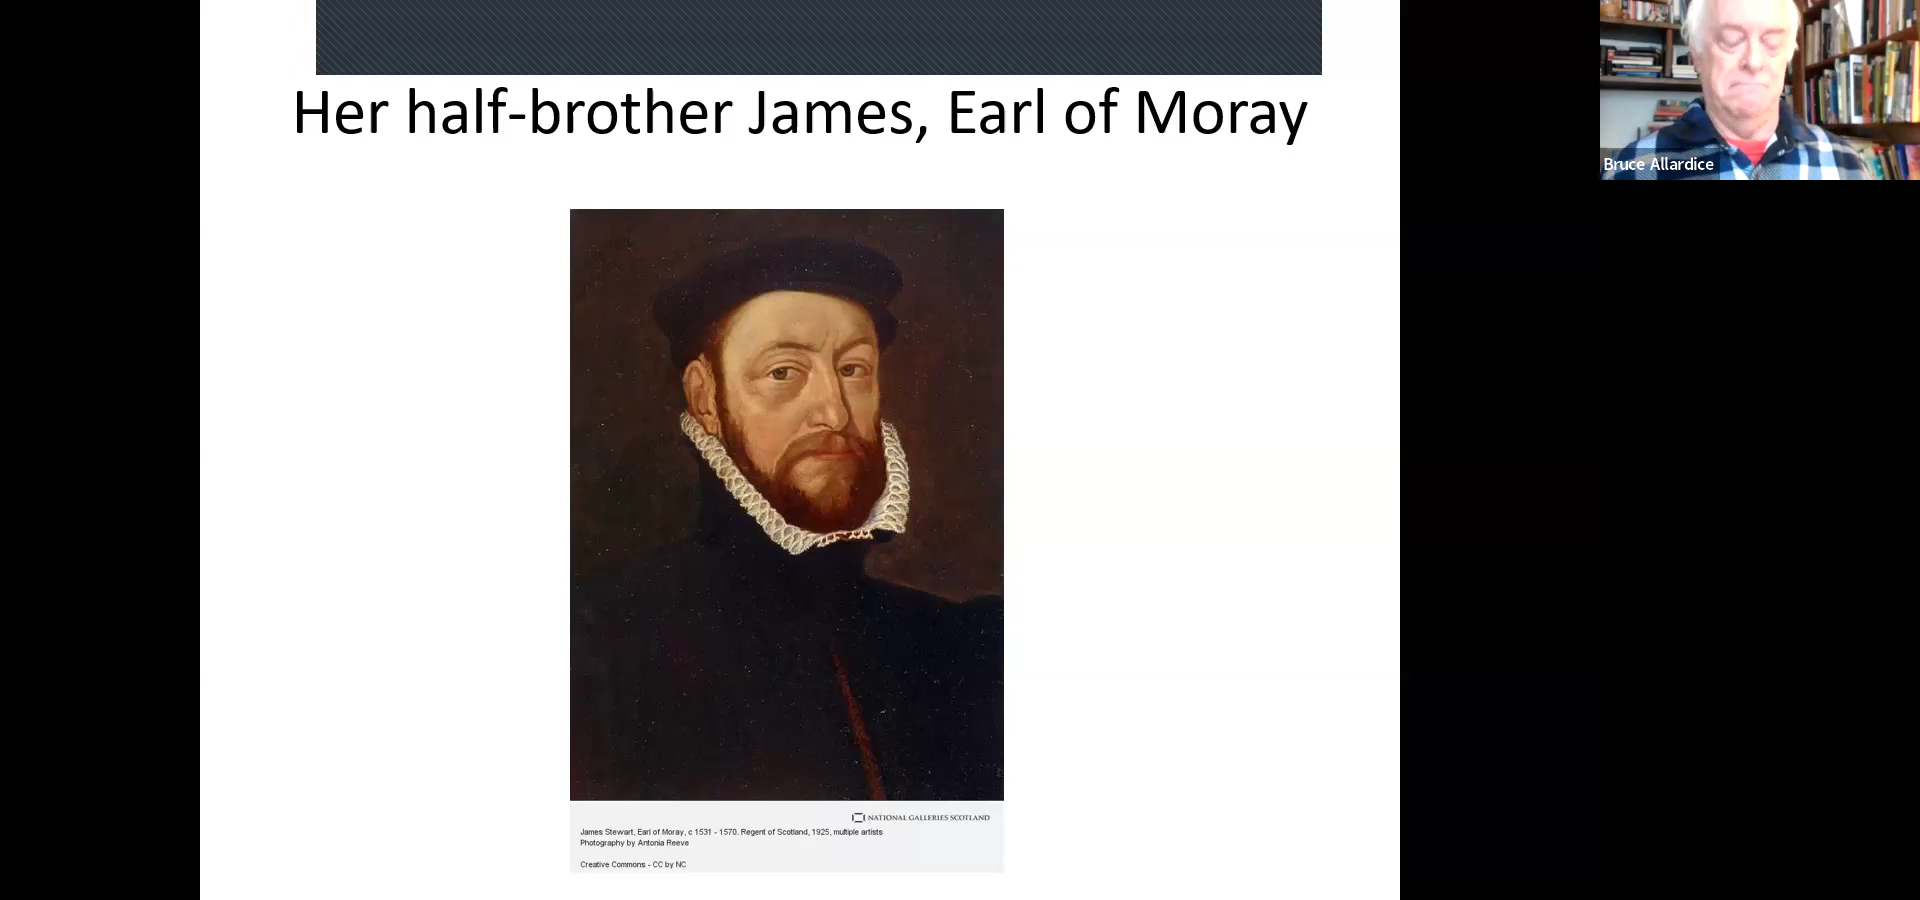 Her half-brother James, Earl of Moray
Bruce Allardice
NATIONAL GALLERIES SCOTLAND
James Stewart, Earl of Moray, c 1531 - 1570. Regent of Scotland, 1925, multiple artists
Photography by Antonia Reeve
Creative Commons - CC by NC